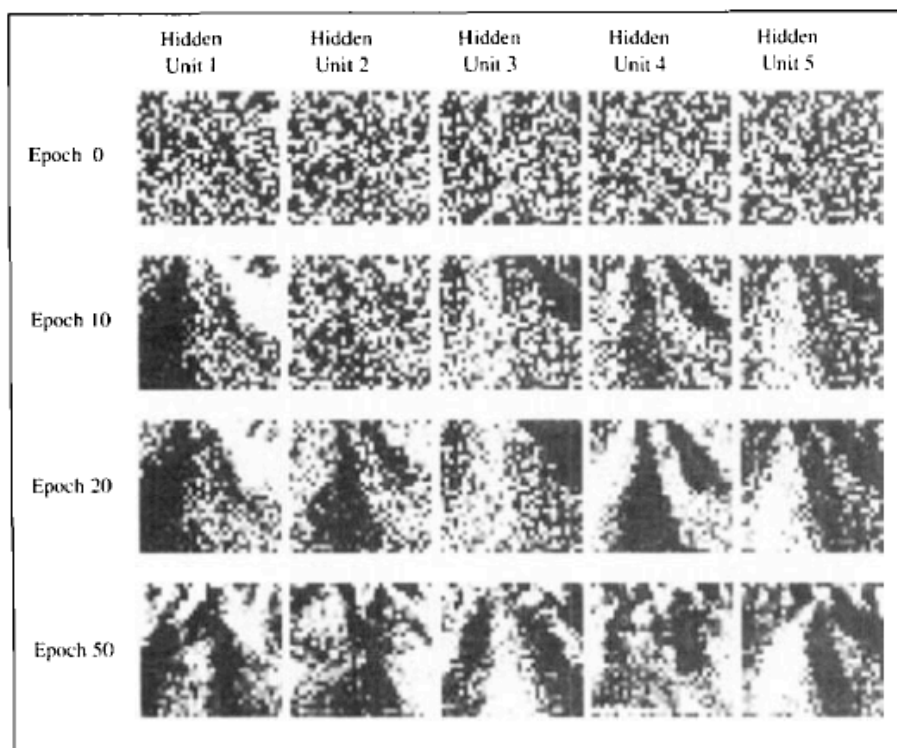 Hidden Unit 1
Hidden Unit 2
Hidden Unit 3
Hidden Unit 4
Hidden Unit 5
Epoch 0
Epoch 10
Epoch 20
Epoch 50